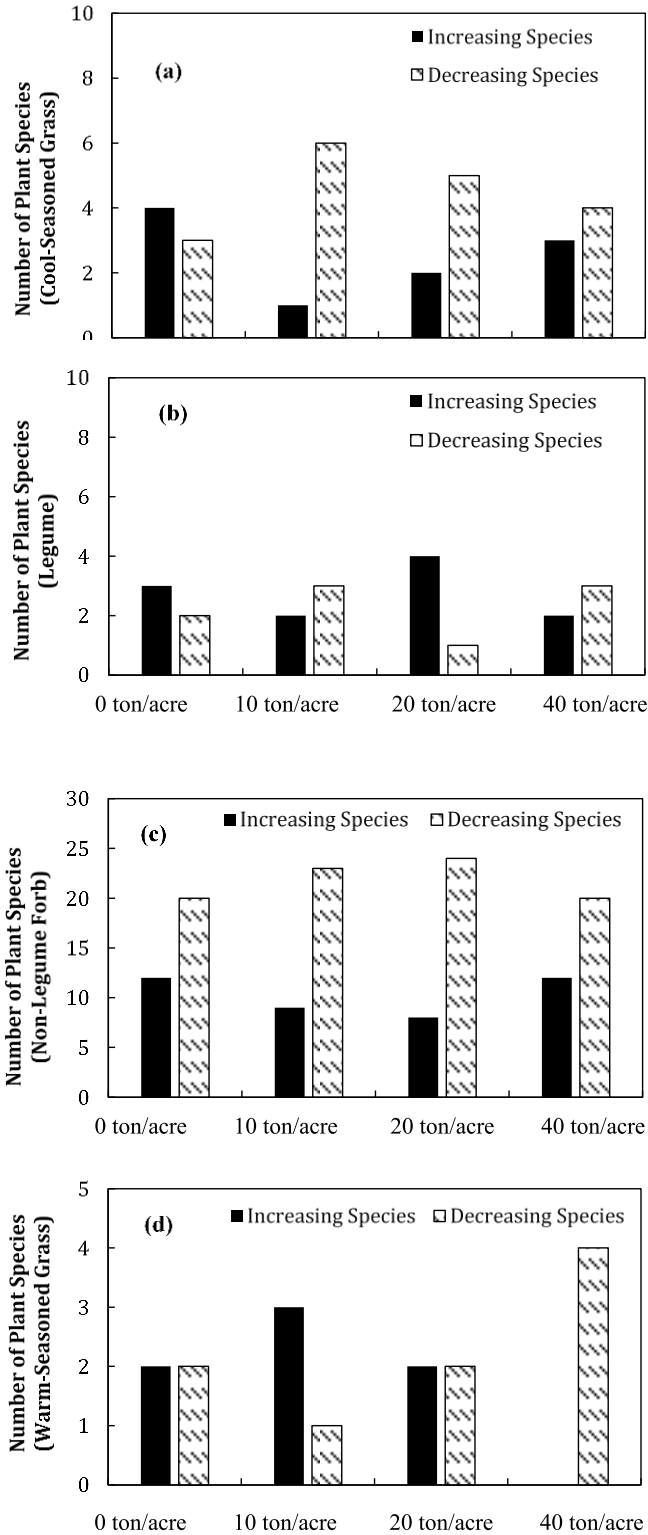 Number of Plant Species
(Cool-Seasoned Grass)
10
8
6
4
2
0
(a)
Increasing Species
Decreasing Species
Number of Plant Species
(Legume)
10
8
6
4
2
0
(b)
Increasing Species
Decreasing Species
0 ton/acre 10 ton/acre 20 ton/acre 40 ton/acre
Number of Plant Species
(Non-Legume Forb)
30
25
20
15
10
5
0
(c)
Increasing Species Decreasing Species
0 ton/acre 10 ton/acre 20 ton/acre 40 ton/acre
Number of Plant Species
(Warm-Seasoned Grass)
5
4
3
2
1
0
(d)
Increasing Species Decreasing Species
0 ton/acre 10 ton/acre 20 ton/acre 40 ton/acre